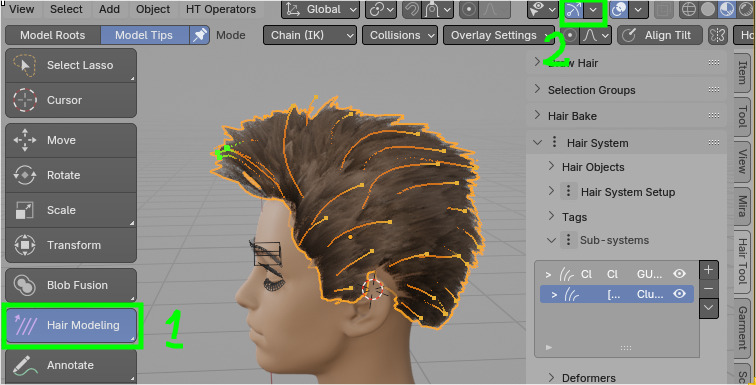 View Select Add Object HT Operators Global
Model Roots Model Tips Mode Chain (IK) Collisions Overlay Settings Align Tilt Ho
2
Select Lasso
Cursor
Move
Rotate
Scale
Transform
Blob Fusion
Hair Modeling
1
Annotate
> Selection Groups
> Hair Bake
Hair System
> Hair Objects
> Hair System Setup
> Tags
Sub-systems
> Cl Cl GU...
> [... Clu...
+
−
> Deformers
Item
Tool
View
Mira
Hair Tool
Garment